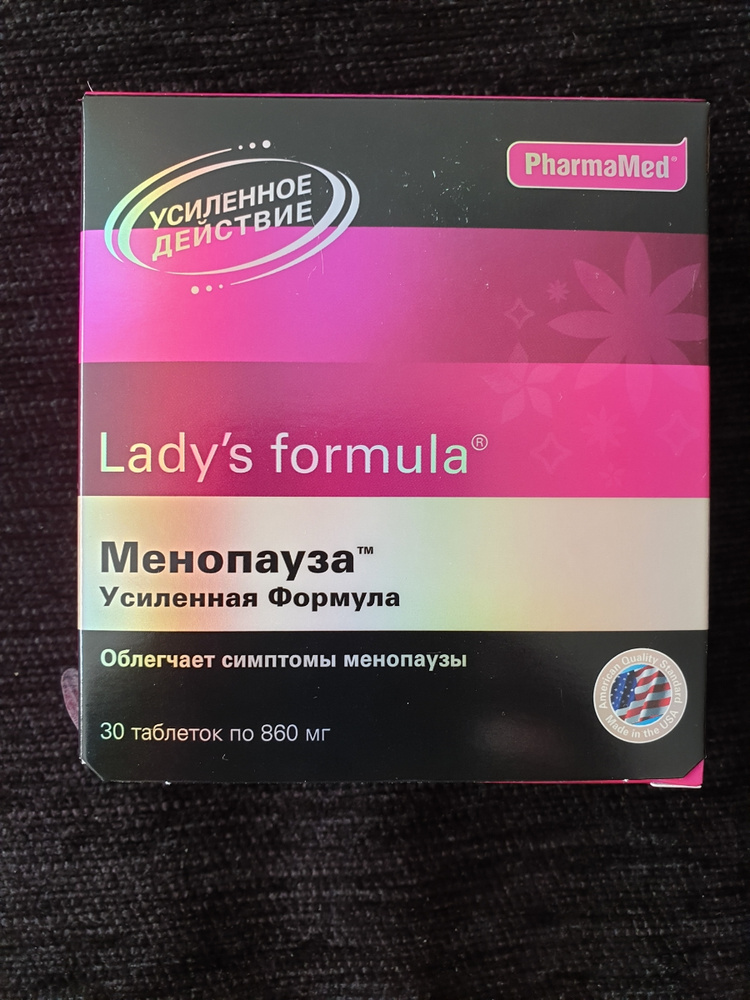 УСИЛЕННОЕ
ДЕЙСТВИЕ
PharmaMed®
Lady's formula®
Менопауза™
Усиленная Формула
Облегчает симптомы менопаузы
American Quality Standard
Made in the USA
30 таблеток по 860 мг